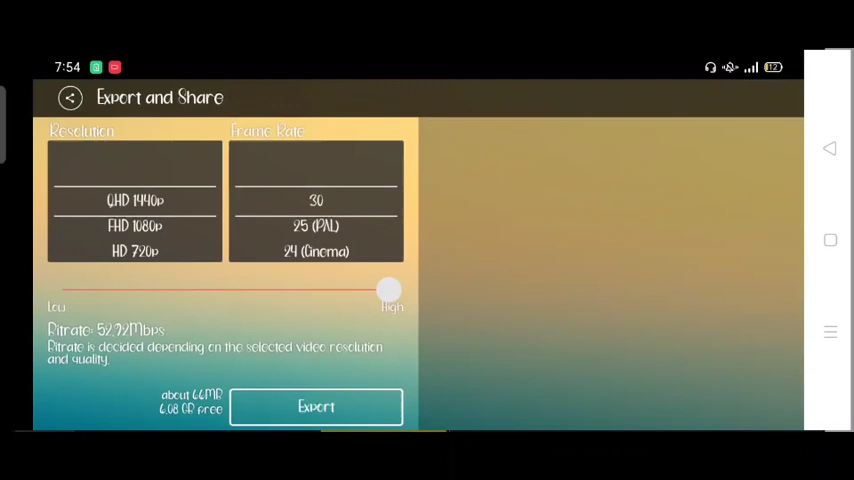 7:54
12
Export and Share
Resolution
Frame Rate
QHD 1440p
30
FHD 1080p
25 (PAL)
HD 720p
24 (Cinema)
Low
High
Bitrate: 52.92Mbps
Bitrate is decided depending on the selected video resolution
and quality.
about 66MB
6.08 GB free
Export